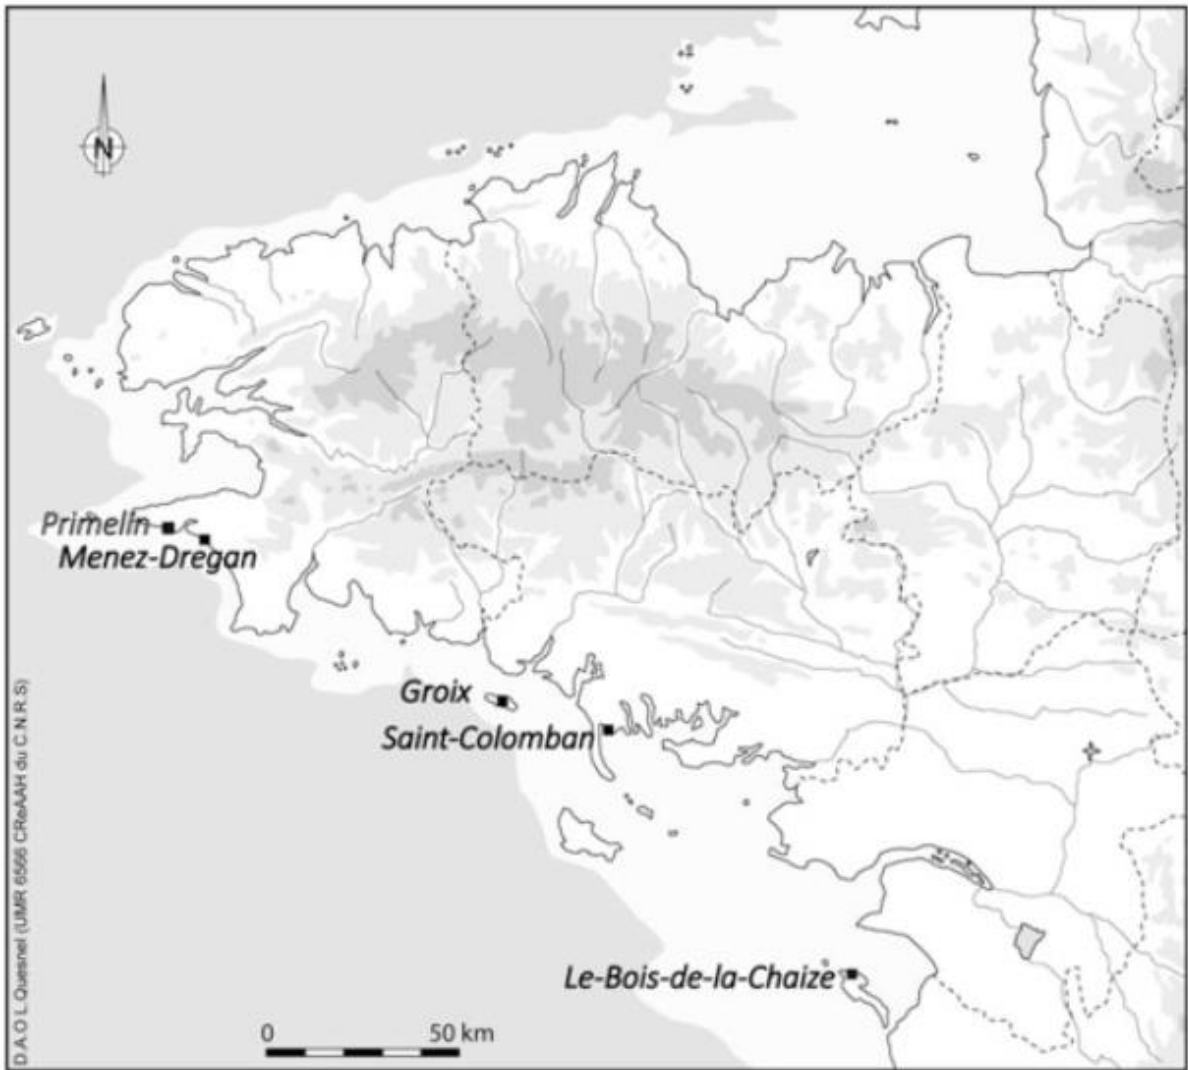 N
Primelin
Menez-Dregan
Groix
Saint-Colomban
Le-Bois-de-la-Chaize
0 50 km
D.A.O L. Quesnel (UMR 6566 CReAAH du C.N.R.S)